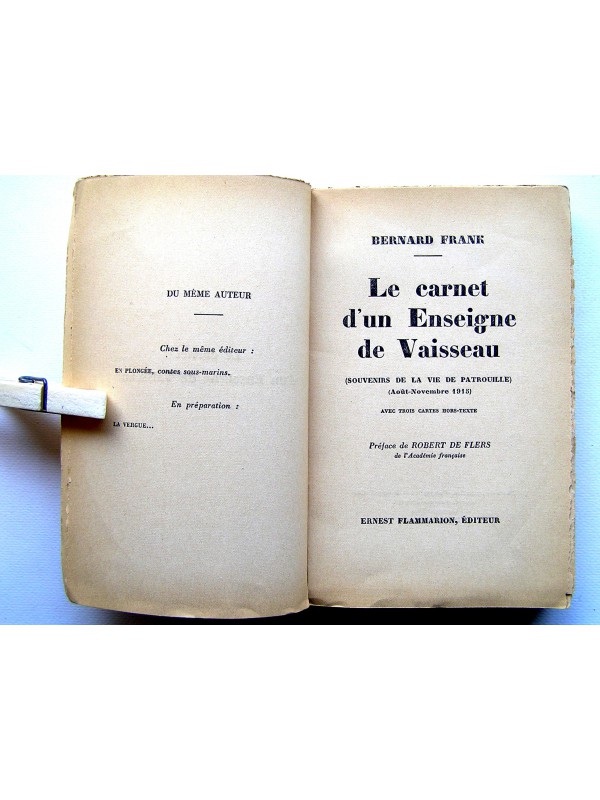 DU MÊME AUTEUR
Chez le même éditeur :
EN PLONGÉE, contes sous-marins.
En préparation :
LA VERGUE...
BERNARD FRANK
Le carnet
d'un Enseigne
de Vaisseau
(SOUVENIRS DE LA VIE DE PATROUILLE)
(Août-Novembre 1915)
AVEC TROIS CARTES HORS-TEXTE
Préface de ROBERT DE FLERS
de l'Académie française
ERNEST FLAMMARION, ÉDITEUR